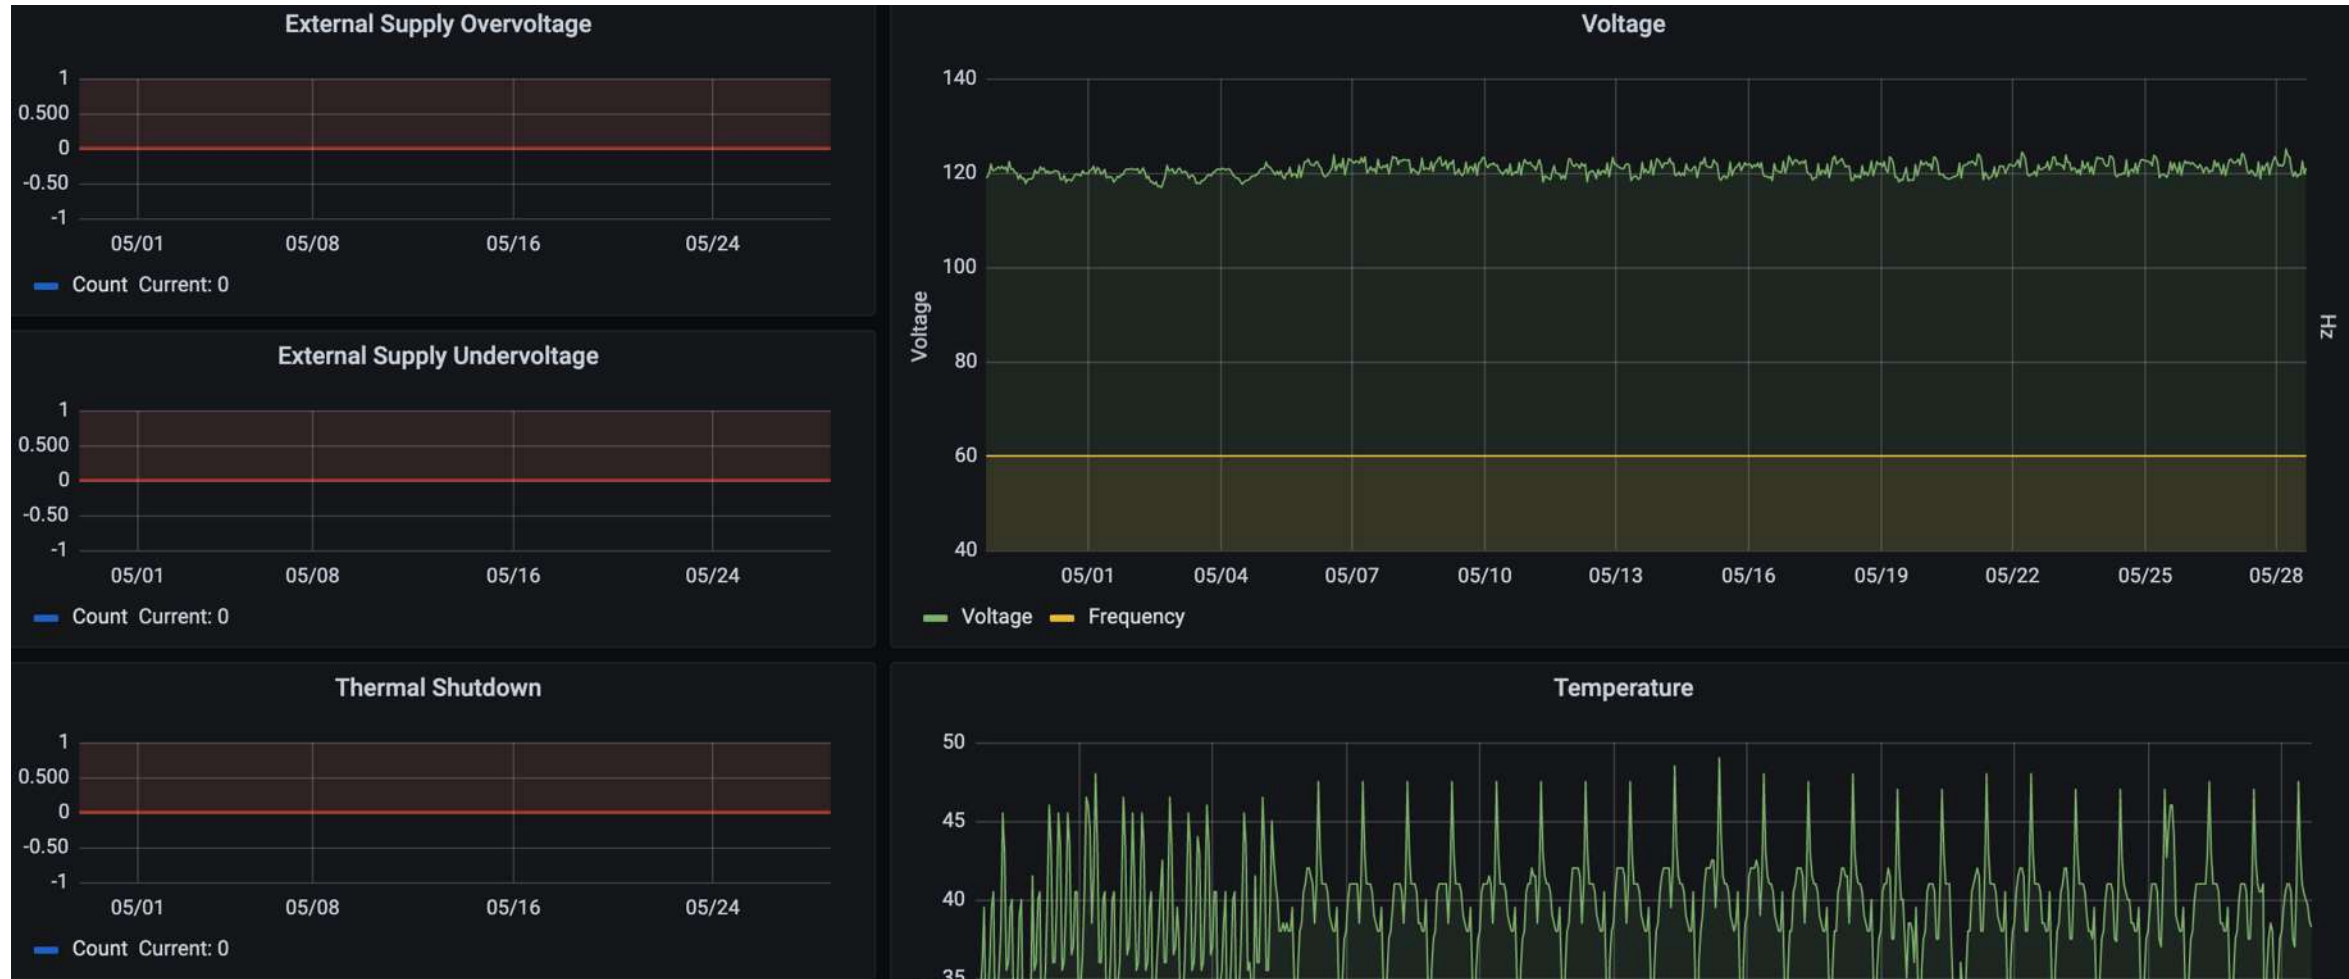 External Supply Overvoltage
1
0.500
0
-0.50
-1
05/01 05/08 05/16 05/24
Count Current: 0
External Supply Undervoltage
1
0.500
0
-0.50
-1
05/01 05/08 05/16 05/24
Count Current: 0
Thermal Shutdown
1
0.500
0
-0.50
-1
05/01 05/08 05/16 05/24
Count Current: 0
Voltage
140
120
100
80
60
40
Voltage
Hz
05/01 05/04 05/07 05/10 05/13 05/16 05/19 05/22 05/25 05/28
Voltage Frequency
Temperature
50
45
40
35